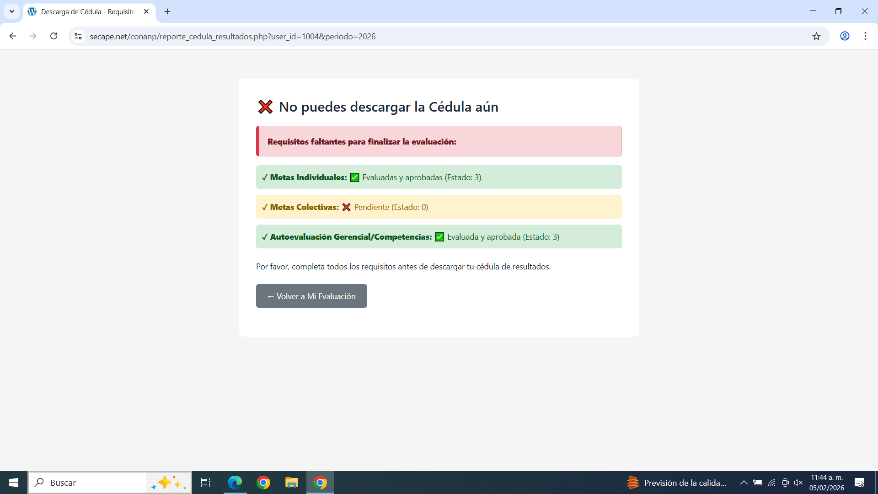 Descarga de Cédula - Requisito
secape.net/conanp/reporte_cedula_resultados.php?user_id=1004&periodo=2026
❌ No puedes descargar la Cédula aún
Requisitos faltantes para finalizar la evaluación:
✓ Metas Individuales: ✅ Evaluadas y aprobadas (Estado: 3)
✓ Metas Colectivas: ❌ Pendiente (Estado: 0)
✓ Autoevaluación Gerencial/Competencias: ✅ Evaluada y aprobada (Estado: 3)
Por favor, completa todos los requisitos antes de descargar tu cédula de resultados.
← Volver a Mi Evaluación
Buscar
Previsión de la calida...
11:44 a. m.
05/02/2026